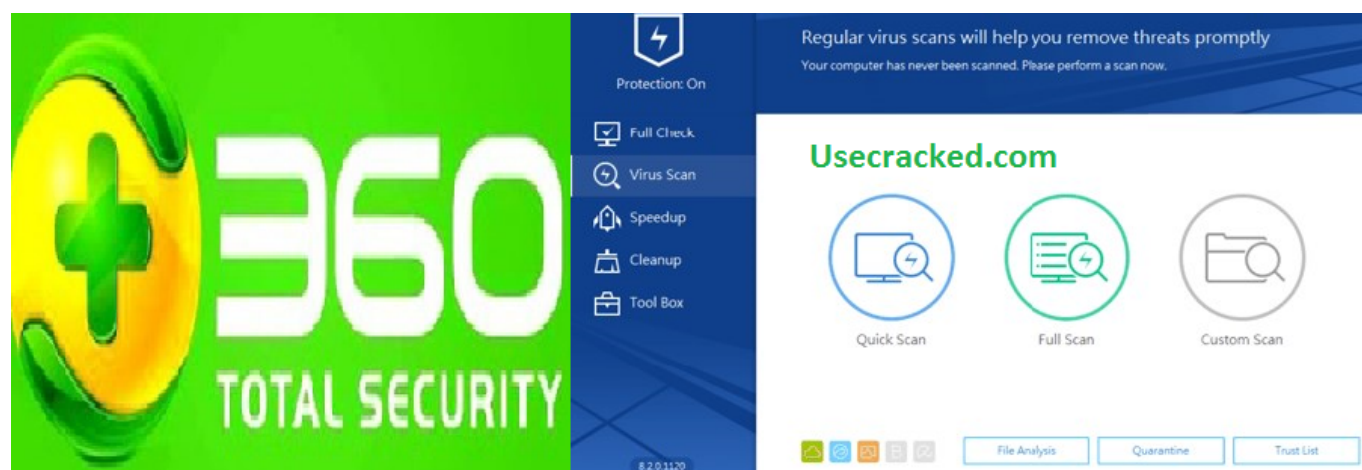 360
TOTAL SECURITY
Protection: On
Full Check
Virus Scan
Speedup
Cleanup
Tool Box
8.2.0.1120
Regular virus scans will help you remove threats promptly
Your computer has never been scanned. Please perform a scan now.
Usecracked.com
Quick Scan
Full Scan
Custom Scan
File Analysis
Quarantine
Trust List